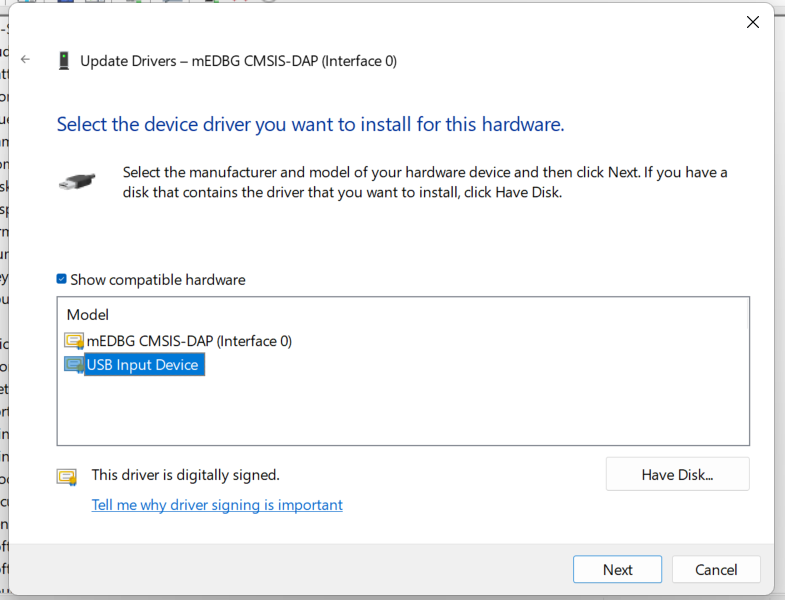 Update Drivers – mEDBG CMSIS-DAP (Interface 0)
Select the device driver you want to install for this hardware.
Select the manufacturer and model of your hardware device and then click Next. If you have a
disk that contains the driver that you want to install, click Have Disk.
Show compatible hardware
Model
mEDBG CMSIS-DAP (Interface 0)
USB Input Device
This driver is digitally signed.
Have Disk...
Tell me why driver signing is important
Next
Cancel